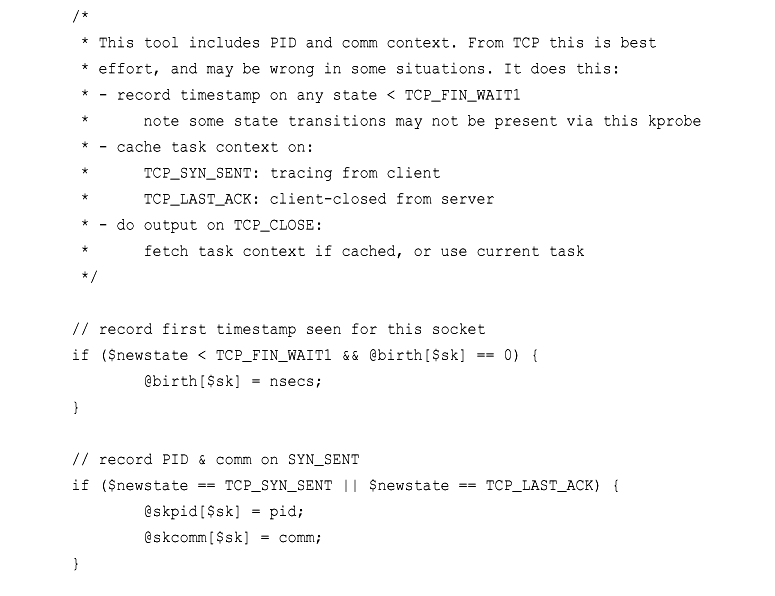 /*
 * This tool includes PID and comm context. From TCP this is best
 * effort, and may be wrong in some situations. It does this:
 * - record timestamp on any state < TCP_FIN_WAIT1
 *      note some state transitions may not be present via this kprobe
 * - cache task context on:
 *      TCP_SYN_SENT: tracing from client
 *      TCP_LAST_ACK: client-closed from server
 * - do output on TCP_CLOSE:
 *      fetch task context if cached, or use current task
 */

// record first timestamp seen for this socket
if ($newstate < TCP_FIN_WAIT1 && @birth[$sk] == 0) {
        @birth[$sk] = nsecs;
}

// record PID & comm on SYN_SENT
if ($newstate == TCP_SYN_SENT || $newstate == TCP_LAST_ACK) {
        @skpid[$sk] = pid;
        @skcomm[$sk] = comm;
}